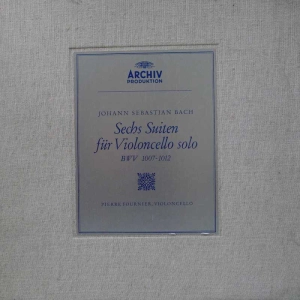 ARCHIV
PRODUKTION
JOHANN SEBASTIAN BACH
Sechs Suiten
für Violoncello solo
BWV 1007-1012
PIERRE FOURNIER, VIOLONCELLO